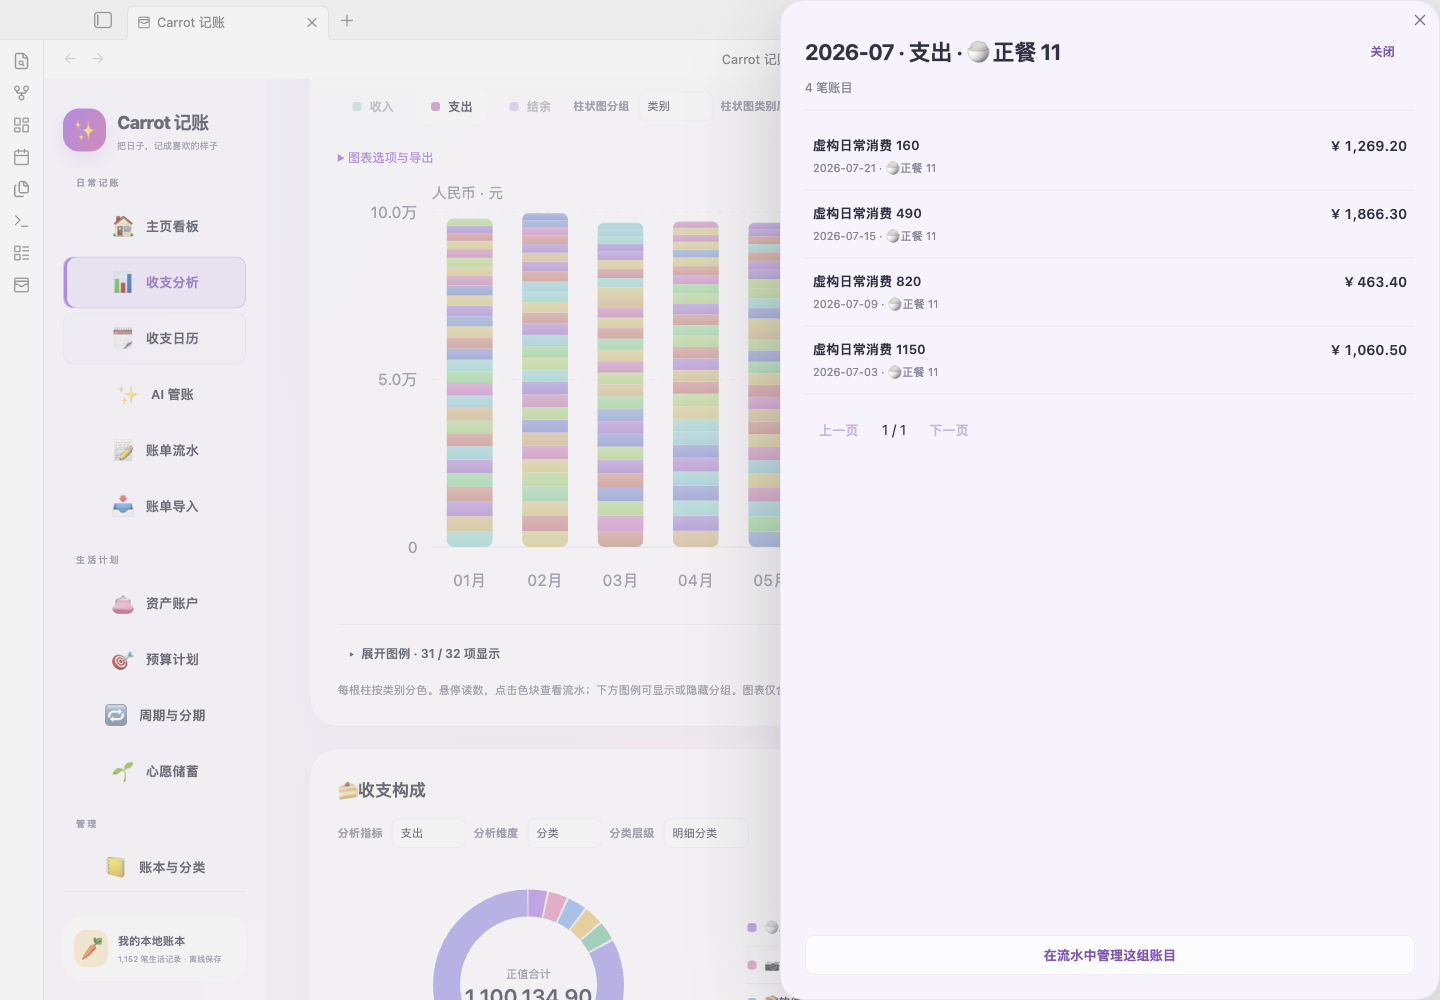 Carrot 记账
Carrot 记
Carrot 记账
把日子，记成喜欢的样子
日常记账
主页看板
收支分析
收支日历
AI 管账
账单流水
账单导入
生活计划
资产账户
预算计划
周期与分期
心愿储蓄
管理
账本与分类
我的本地账本
1,152 笔生活记录 · 离线保存
收入 支出 结余 柱状图分组 类别 柱状图类别
图表选项与导出
人民币 · 元
10.0万
5.0万
0
01月 02月 03月 04月 05
展开图例 · 31 / 32 项显示
每根柱按类别分色。悬停读数，点击色块查看流水；下方图例可显示或隐藏分组。图表仅
收支构成
分析指标 支出 分析维度 分类 分类层级 明细分类
正值合计
1,100,134.90
2026-07 · 支出 · 正餐 11
关闭
4 笔账目
虚构日常消费 160 ¥ 1,269.20
2026-07-21 · 正餐 11
虚构日常消费 490 ¥ 1,866.30
2026-07-15 · 正餐 11
虚构日常消费 820 ¥ 463.40
2026-07-09 · 正餐 11
虚构日常消费 1150 ¥ 1,060.50
2026-07-03 · 正餐 11
上一页 1 / 1 下一页
在流水中管理这组账目